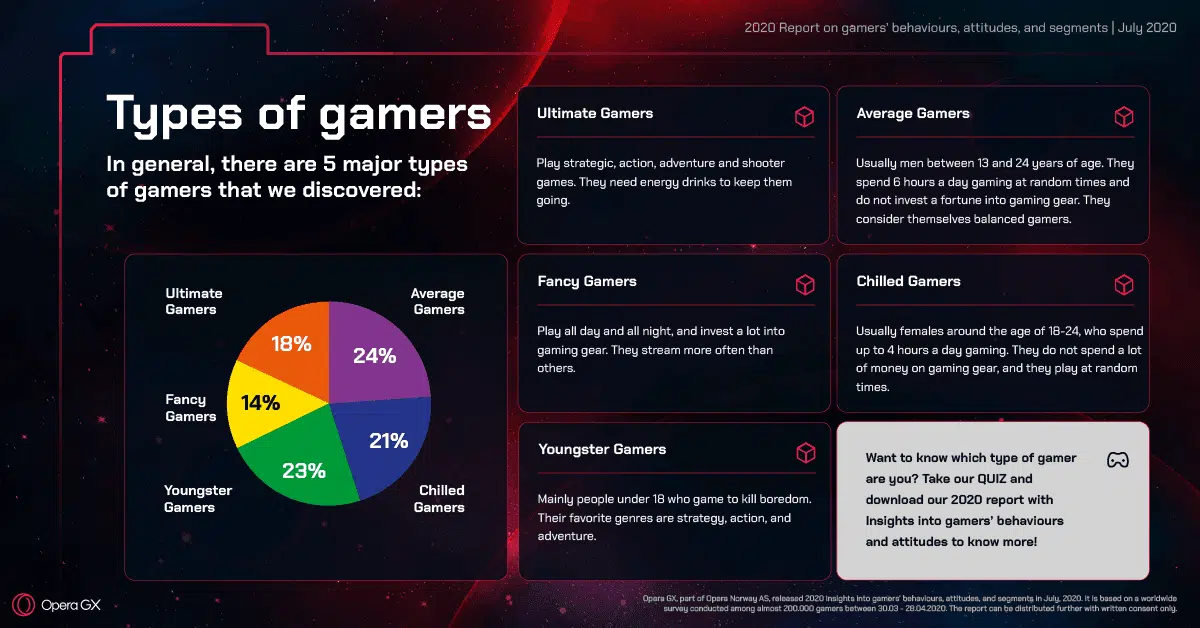 2020 Report on gamers' behaviours, attitudes, and segments | July 2020
Types of gamers
In general, there are 5 major types
of gamers that we discovered:
Ultimate
Gamers
Average
Gamers
18%
24%
Fancy
Gamers
14%
21%
23%
Youngster
Gamers
Chilled
Gamers
Ultimate Gamers
Play strategic, action, adventure and shooter
games. They need energy drinks to keep them
going.
Average Gamers
Usually men between 13 and 24 years of age. They
spend 6 hours a day gaming at random times and
do not invest a fortune into gaming gear. They
consider themselves balanced gamers.
Fancy Gamers
Play all day and all night, and invest a lot into
gaming gear. They stream more often than
others.
Chilled Gamers
Usually females around the age of 18-24, who spend
up to 4 hours a day gaming. They do not spend a lot
of money on gaming gear, and they play at random
times.
Youngster Gamers
Mainly people under 18 who game to kill boredom.
Their favorite genres are strategy, action, and
adventure.
Want to know which type of gamer
are you? Take our QUIZ and
download our 2020 report with
Insights into gamers' behaviours
and attitudes to know more!
Opera GX
Opera GX, part of Opera Norway AS, released 2020 insights into gamers' behaviours, attitudes, and segments in July, 2020. It is based on a worldwide
survey conducted among almost 200.000 gamers between 30.03 - 28.04.2020. The report can be distributed further with written consent only.